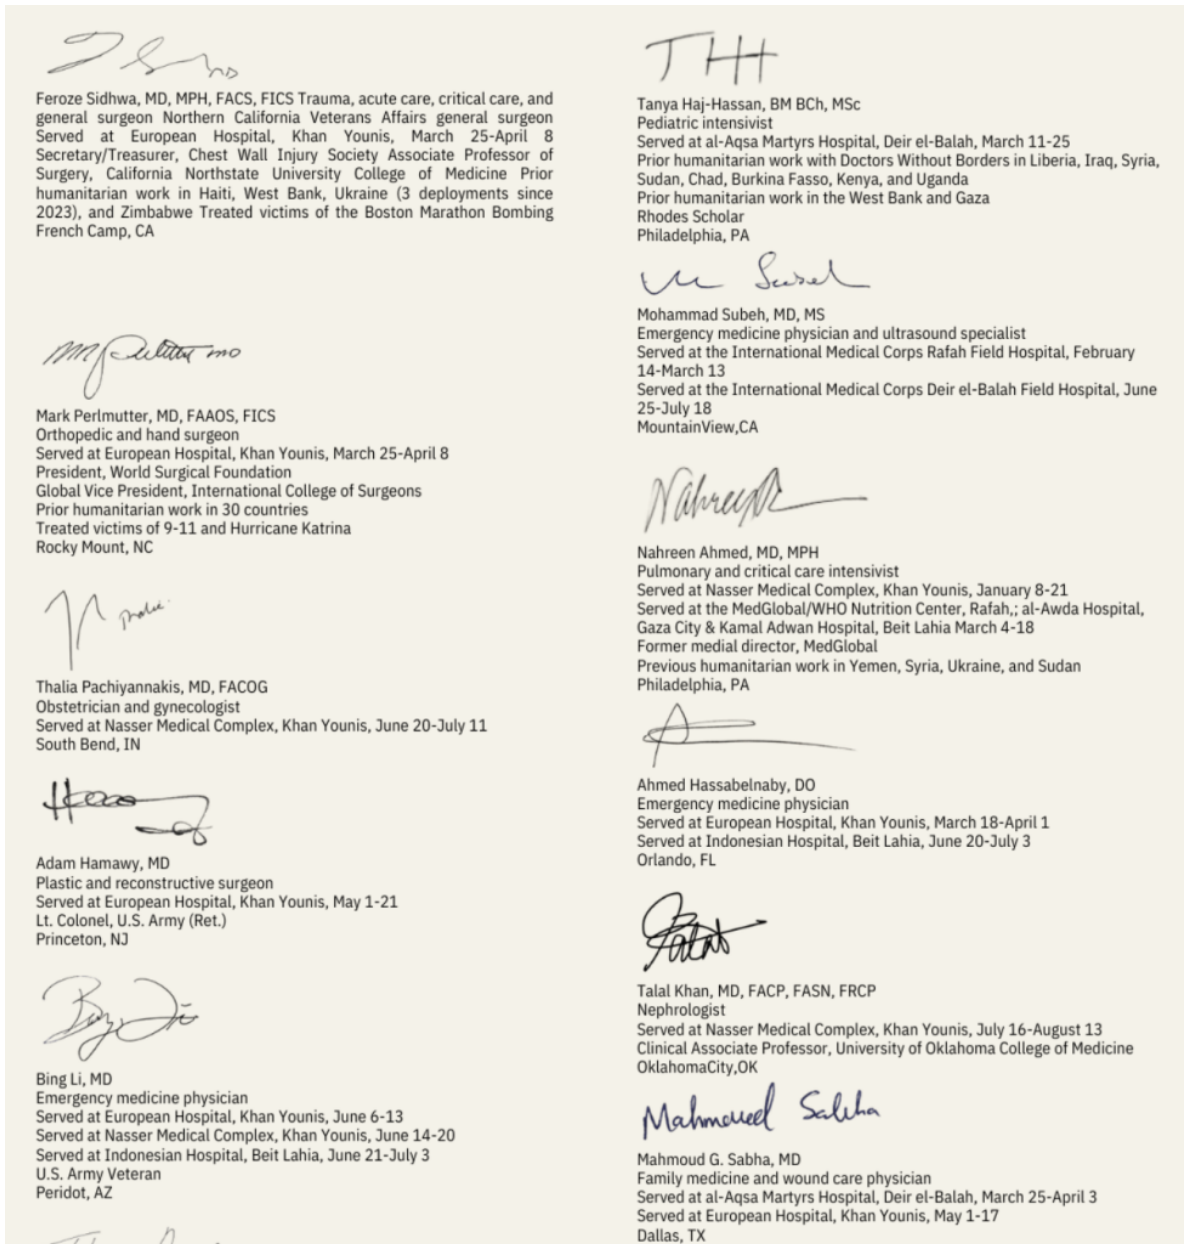 Feroze Sidhwa, MD, MPH, FACS, FICS Trauma, acute care, critical care, and
general surgeon Northern California Veterans Affairs general surgeon
Served at European Hospital, Khan Younis, March 25-April 8
Secretary/Treasurer, Chest Wall Injury Society Associate Professor of
Surgery, California Northstate University College of Medicine Prior
humanitarian work in Haiti, West Bank, Ukraine (3 deployments since
2023), and Zimbabwe Treated victims of the Boston Marathon Bombing
French Camp, CA
Mark Perlmutter, MD, FAAOS, FICS
Orthopedic and hand surgeon
Served at European Hospital, Khan Younis, March 25-April 8
President, World Surgical Foundation
Global Vice President, International College of Surgeons
Prior humanitarian work in 30 countries
Treated victims of 9-11 and Hurricane Katrina
Rocky Mount, NC
Thalia Pachiyannakis, MD, FACOG
Obstetrician and gynecologist
Served at Nasser Medical Complex, Khan Younis, June 20-July 11
South Bend, IN
Adam Hamawy, MD
Plastic and reconstructive surgeon
Served at European Hospital, Khan Younis, May 1-21
Lt. Colonel, U.S. Army (Ret.)
Princeton, NJ
Bing Li, MD
Emergency medicine physician
Served at European Hospital, Khan Younis, June 6-13
Served at Nasser Medical Complex, Khan Younis, June 14-20
Served at Indonesian Hospital, Beit Lahia, June 21-July 3
U.S. Army Veteran
Peridot, AZ
THH
Tanya Haj-Hassan, BM BCh, MSc
Pediatric intensivist
Served at al-Aqsa Martyrs Hospital, Deir el-Balah, March 11-25
Prior humanitarian work with Doctors Without Borders in Liberia, Iraq, Syria,
Sudan, Chad, Burkina Fasso, Kenya, and Uganda
Prior humanitarian work in the West Bank and Gaza
Rhodes Scholar
Philadelphia, PA
Mohammad Subeh, MD, MS
Emergency medicine physician and ultrasound specialist
Served at the International Medical Corps Rafah Field Hospital, February
14-March 13
Served at the International Medical Corps Deir el-Balah Field Hospital, June
25-July 18
MountainView,CA
Nahreen Ahmed, MD, MPH
Pulmonary and critical care intensivist
Served at Nasser Medical Complex, Khan Younis, January 8-21
Served at the MedGlobal/WHO Nutrition Center, Rafah,; al-Awda Hospital,
Gaza City & Kamal Adwan Hospital, Beit Lahia March 4-18
Former medial director, MedGlobal
Previous humanitarian work in Yemen, Syria, Ukraine, and Sudan
Philadelphia, PA
Ahmed Hassabelnaby, DO
Emergency medicine physician
Served at European Hospital, Khan Younis, March 18-April 1
Served at Indonesian Hospital, Beit Lahia, June 20-July 3
Orlando, FL
Talal Khan, MD, FACP, FASN, FRCP
Nephrologist
Served at Nasser Medical Complex, Khan Younis, July 16-August 13
Clinical Associate Professor, University of Oklahoma College of Medicine
OklahomaCity,OK
Mahmoud Sabha
Mahmoud G. Sabha, MD
Family medicine and wound care physician
Served at al-Aqsa Martyrs Hospital, Deir el-Balah, March 25-April 3
Served at European Hospital, Khan Younis, May 1-17
Dallas, TX